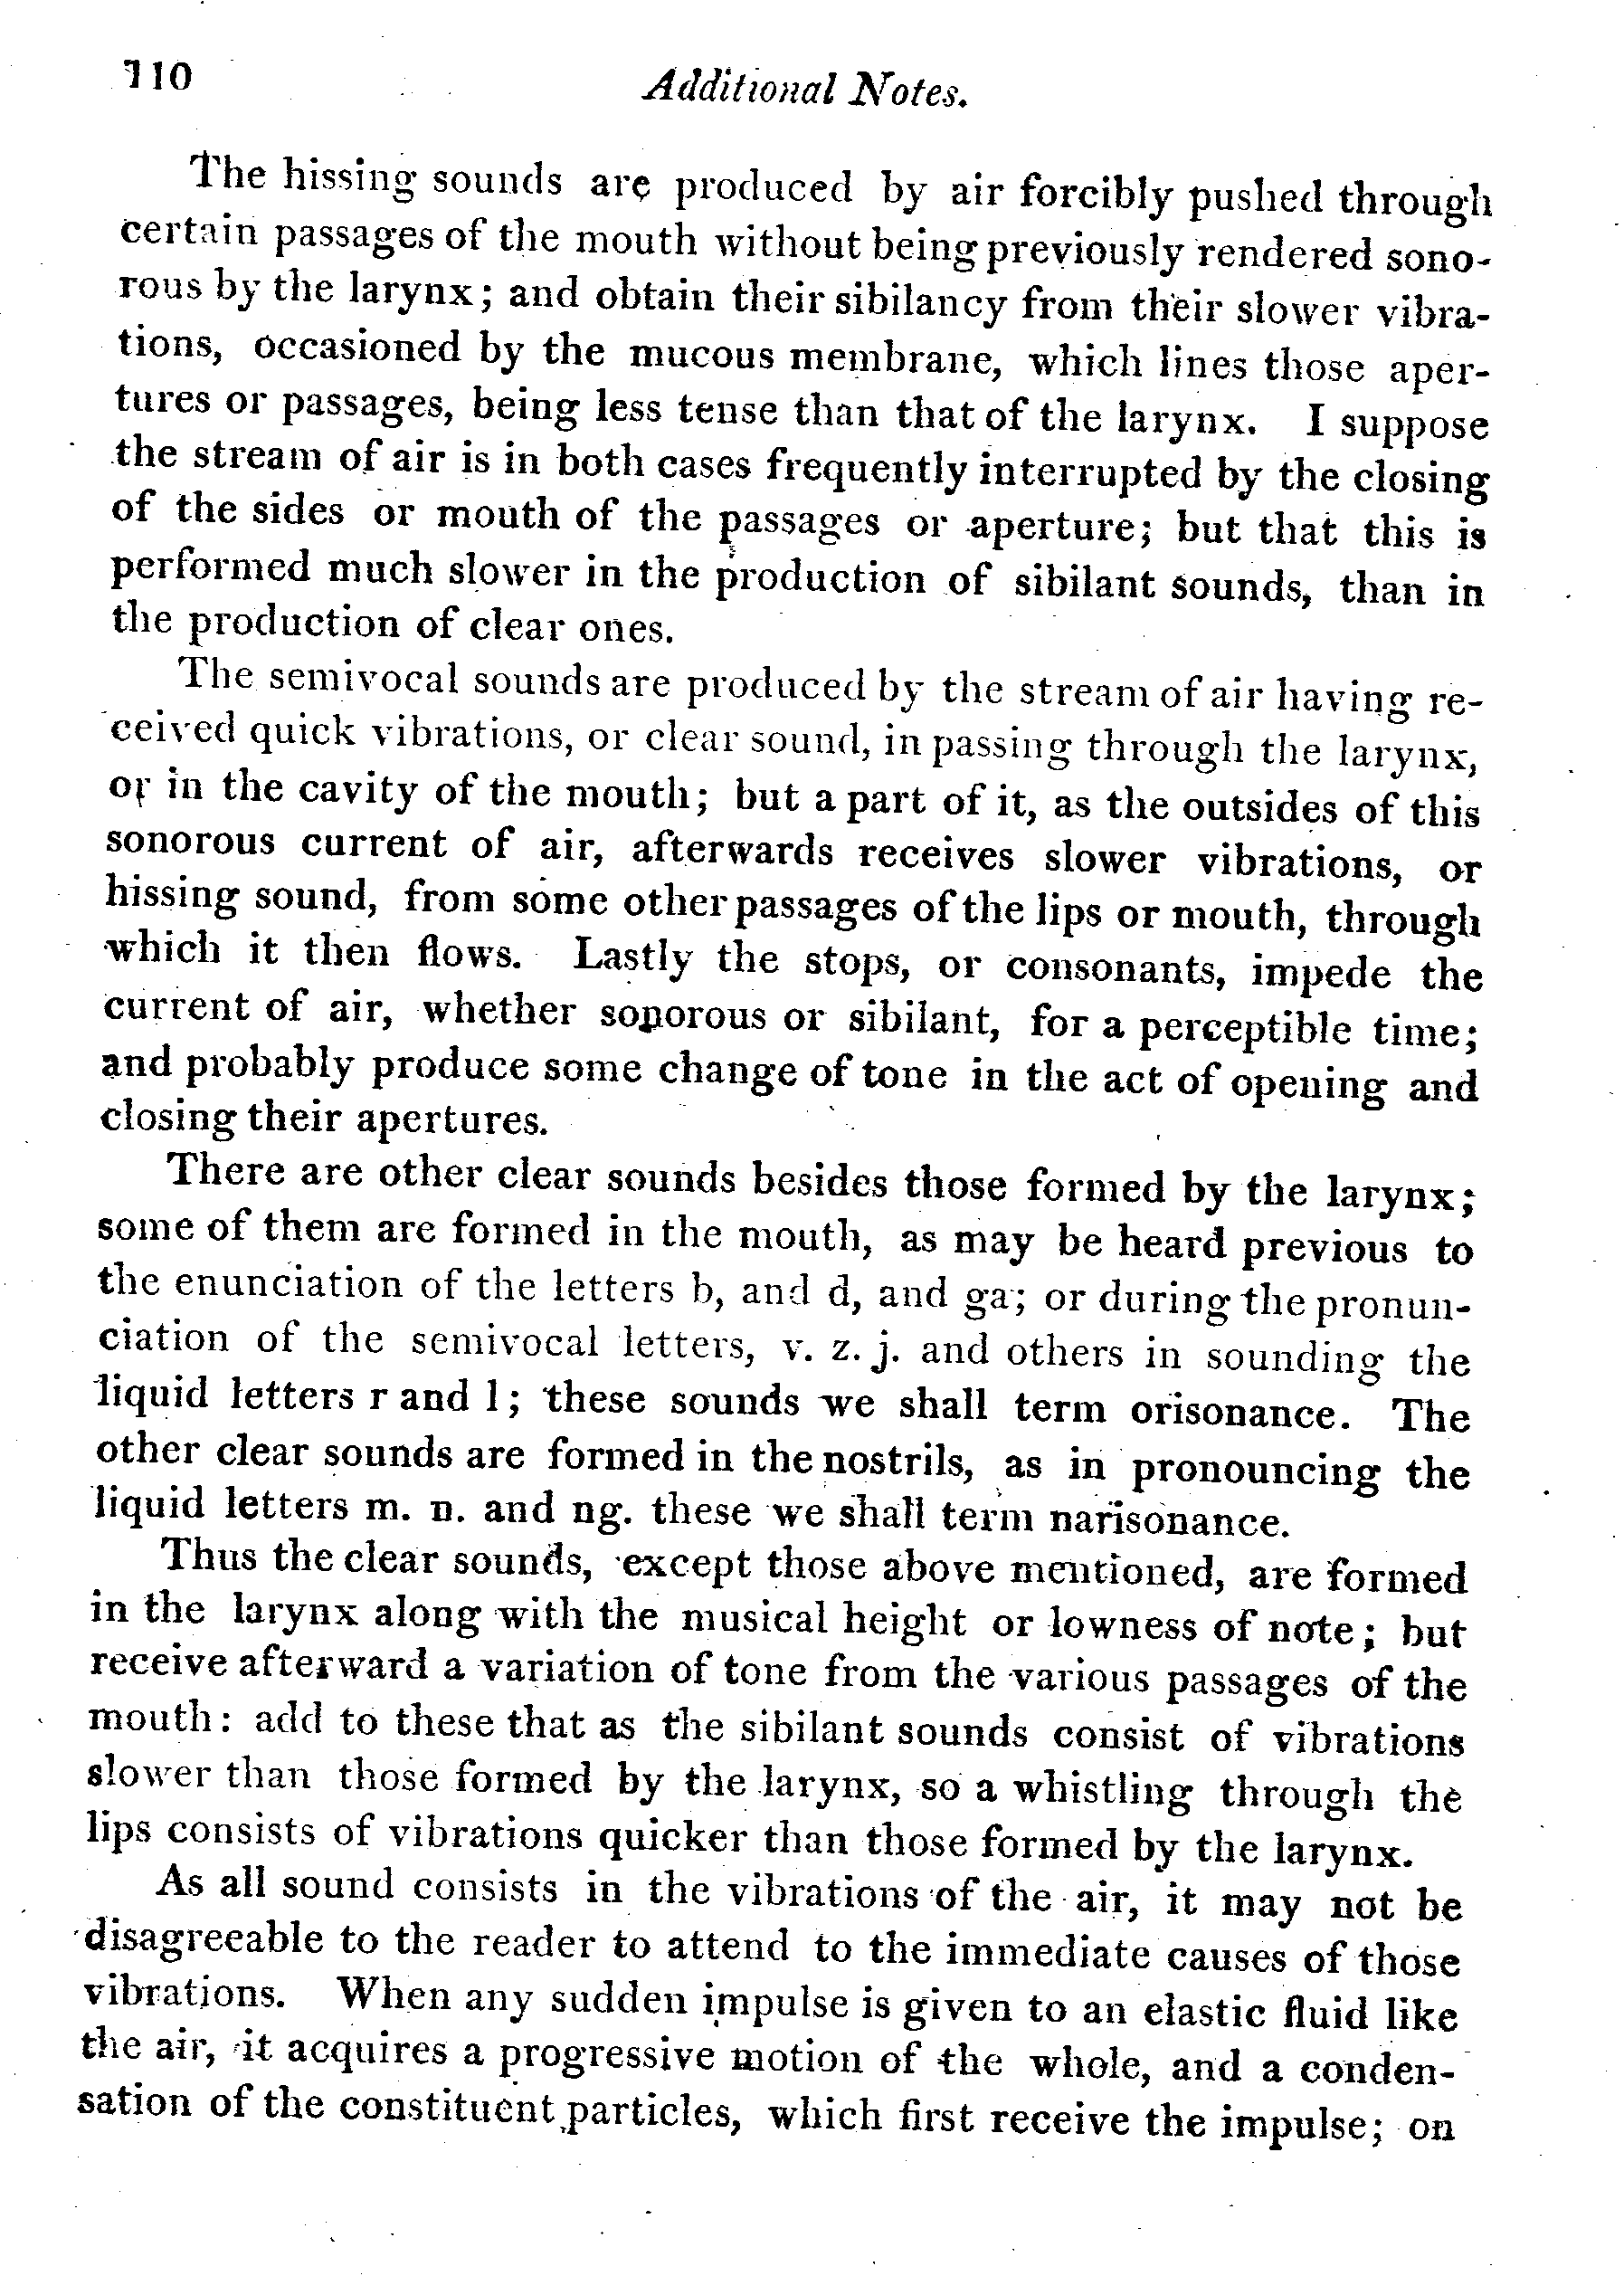 110
Additional Notes.
The hissing sounds are produced by air forcibly pushed through
certain passages of the mouth without being previously rendered sono-
rous by the larynx; and obtain their sibilancy from their slower vibra-
tions, occasioned by the mucous membrane, which lines those aper-
tures or passages, being less tense than that of the larynx. I suppose
the stream of air is in both cases frequently interrupted by the closing
of the sides or mouth of the passages or aperture; but that this is
performed much slower in the production of sibilant sounds, than in
the production of clear ones.
The semivocal sounds are produced by the stream of air having re-
ceived quick vibrations, or clear sound, in passing through the larynx,
or in the cavity of the mouth; but a part of it, as the outsides of this
sonorous current of air, afterwards receives slower vibrations, or
hissing sound, from some other passages of the lips or mouth, through
which it then flows. Lastly the stops, or consonants, impede the
current of air, whether sonorous or sibilant, for a perceptible time;
and probably produce some change of tone in the act of opening and
closing their apertures.
There are other clear sounds besides those formed by the larynx;
some of them are formed in the mouth, as may be heard previous to
the enunciation of the letters b, and d, and ga; or during the pronun-
ciation of the semivocal letters, v. z. j. and others in sounding the
liquid letters r and l; these sounds we shall term orisonance. The
other clear sounds are formed in the nostrils, as in pronouncing the
liquid letters m. n. and ng. these we shall term narisonance.
Thus the clear sounds, except those above mentioned, are formed
in the larynx along with the musical height or lowness of note; but
receive afterward a variation of tone from the various passages of the
mouth: add to these that as the sibilant sounds consist of vibrations
slower than those formed by the larynx, so a whistling through the
lips consists of vibrations quicker than those formed by the larynx.
As all sound consists in the vibrations of the air, it may not be
disagreeable to the reader to attend to the immediate causes of those
vibrations. When any sudden impulse is given to an elastic fluid like
the air, it acquires a progressive motion of the whole, and a conden-
sation of the constituent particles, which first receive the impulse; on